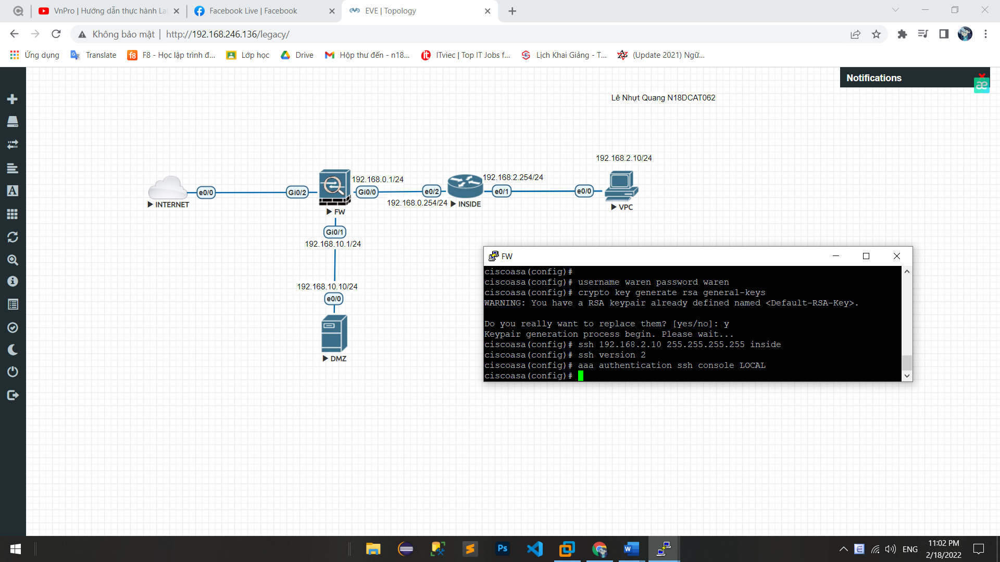 VnPro | Hướng dẫn thực hành La
Facebook Live | Facebook
EVE | Topology
Không bảo mật | http://192.168.246.136/legacy/
Ứng dụng
Translate
F8 - Học lập trình đ...
Lớp học
Drive
Hộp thư đến - n18...
ITviec | Top IT Jobs f...
Lịch Khai Giảng - T...
(Update 2021) Ngữ...
Notifications
æ
Lê Nhựt Quang N18DCAT062
192.168.2.10/24
192.168.0.1/24
192.168.2.254/24
e0/0
Gi0/2
Gi0/0
e0/2
e0/1
e0/0
192.168.0.254/24
INTERNET
FW
INSIDE
VPC
Gi0/1
192.168.10.1/24
192.168.10.10/24
e0/0
DMZ
FW
ciscoasa(config)#
ciscoasa(config)# username waren password waren
ciscoasa(config)# crypto key generate rsa general-keys
WARNING: You have a RSA keypair already defined named <Default-RSA-Key>.
Do you really want to replace them? [yes/no]: y
Keypair generation process begin. Please wait...
ciscoasa(config)# ssh 192.168.2.10 255.255.255.255 inside
ciscoasa(config)# ssh version 2
ciscoasa(config)# aaa authentication ssh console LOCAL
ciscoasa(config)#
Ps
ENG
11:02 PM
2/18/2022